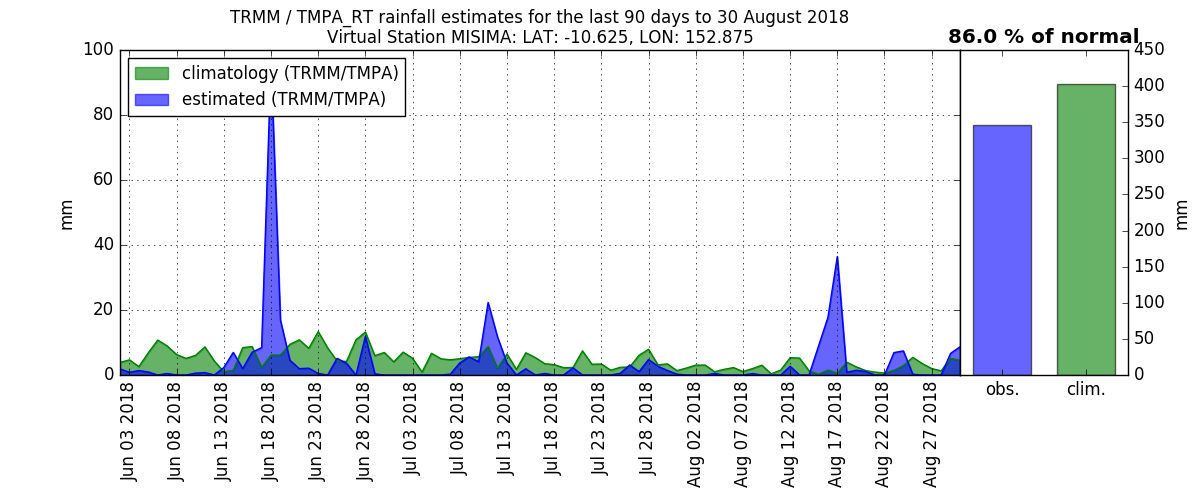 TRMM / TMPA_RT rainfall estimates for the last 90 days to 30 August 2018
Virtual Station MISIMA: LAT: -10.625, LON: 152.875
86.0 % of normal
climatology (TRMM/TMPA)
estimated (TRMM/TMPA)
mm
100
80
60
40
20
0
450
400
350
300
250
200
150
100
50
0
mm
Jun 03 2018
Jun 08 2018
Jun 13 2018
Jun 18 2018
Jun 23 2018
Jun 28 2018
Jul 03 2018
Jul 08 2018
Jul 13 2018
Jul 18 2018
Jul 23 2018
Jul 28 2018
Aug 02 2018
Aug 07 2018
Aug 12 2018
Aug 17 2018
Aug 22 2018
Aug 27 2018
obs.
clim.